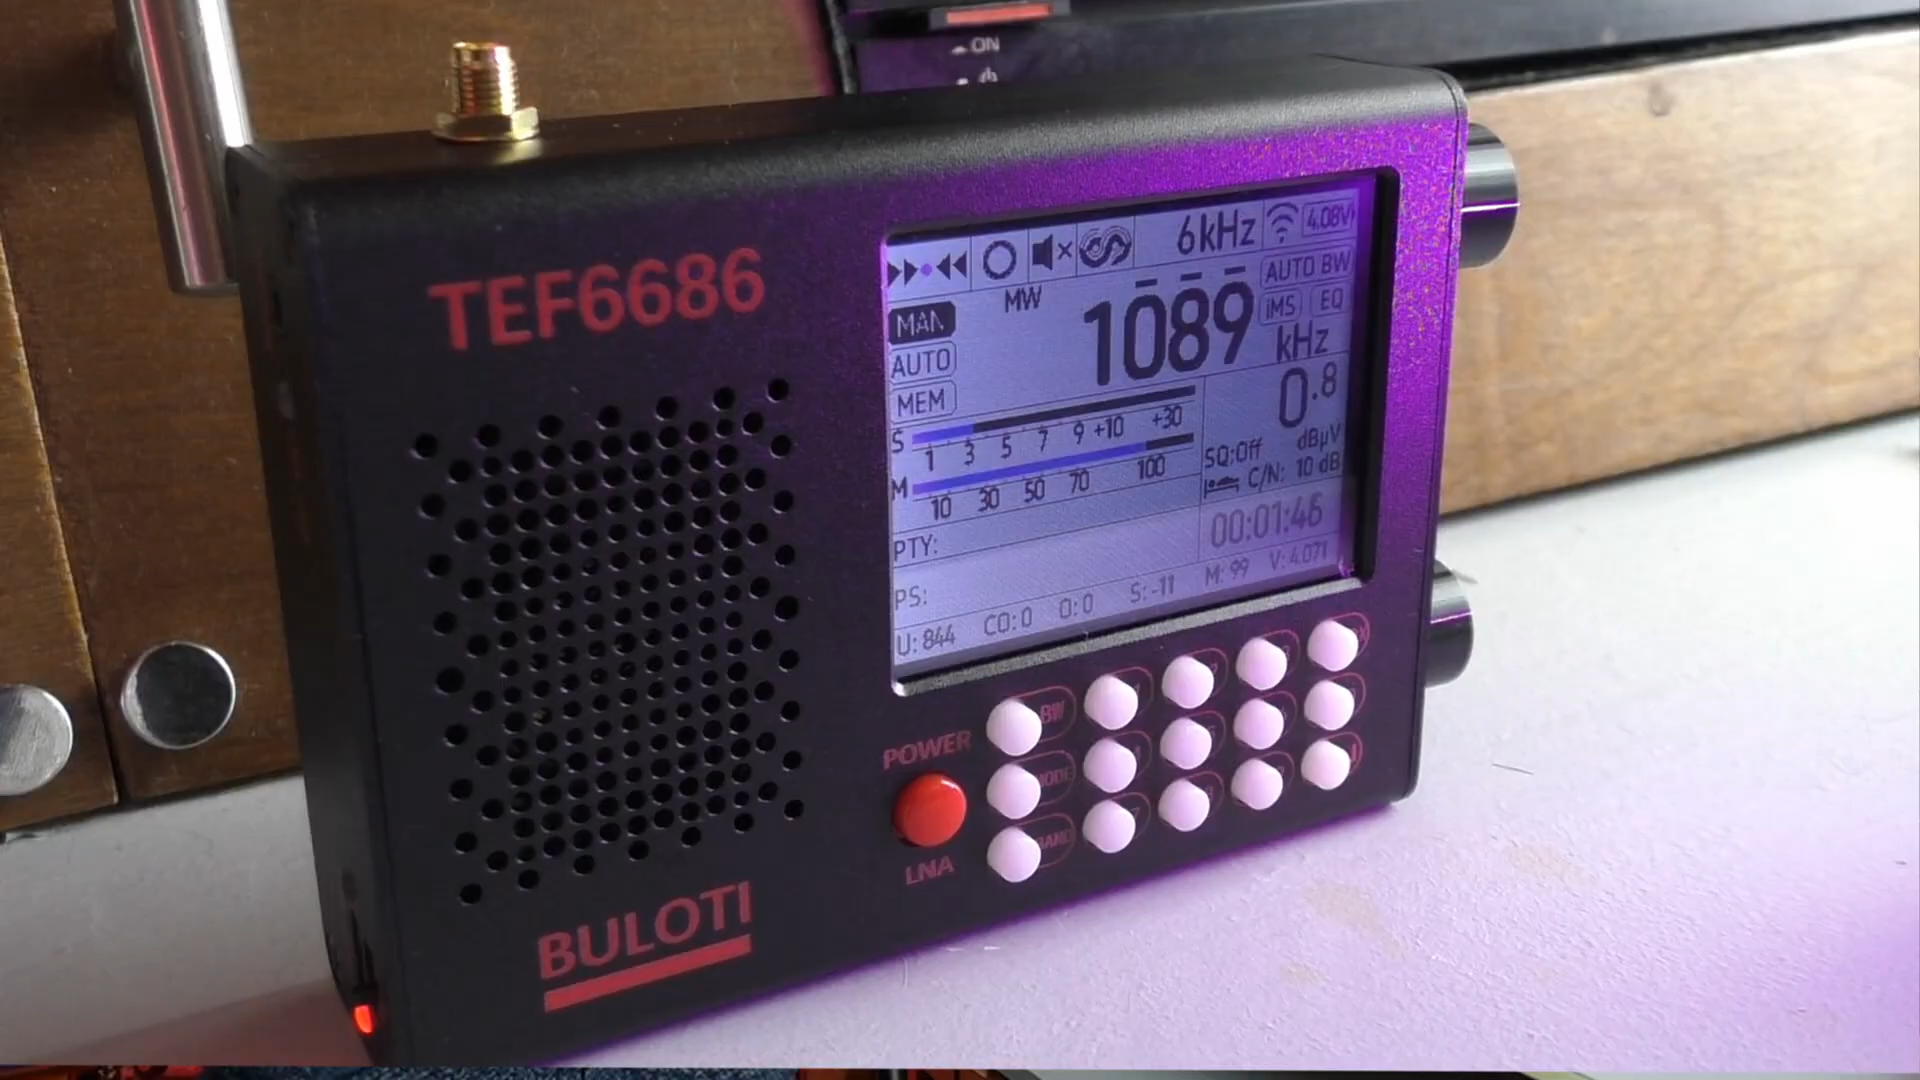 ON
TEF6686
6kHz
4.08V
MW
1089
kHz
AUTO BW
iMS
EQ
MAN
AUTO
MEM
0.8
dBµV
S
1 3 5 7 9 +10 +30
M
10 30 50 70 100
SQ:Off
C/N: 10 dB
00:01:46
PTY:
PS:
U: 844 CO: 0 O: 0 S: -11 M: 99 V: 4.071
POWER
LNA
BW
BULOTI